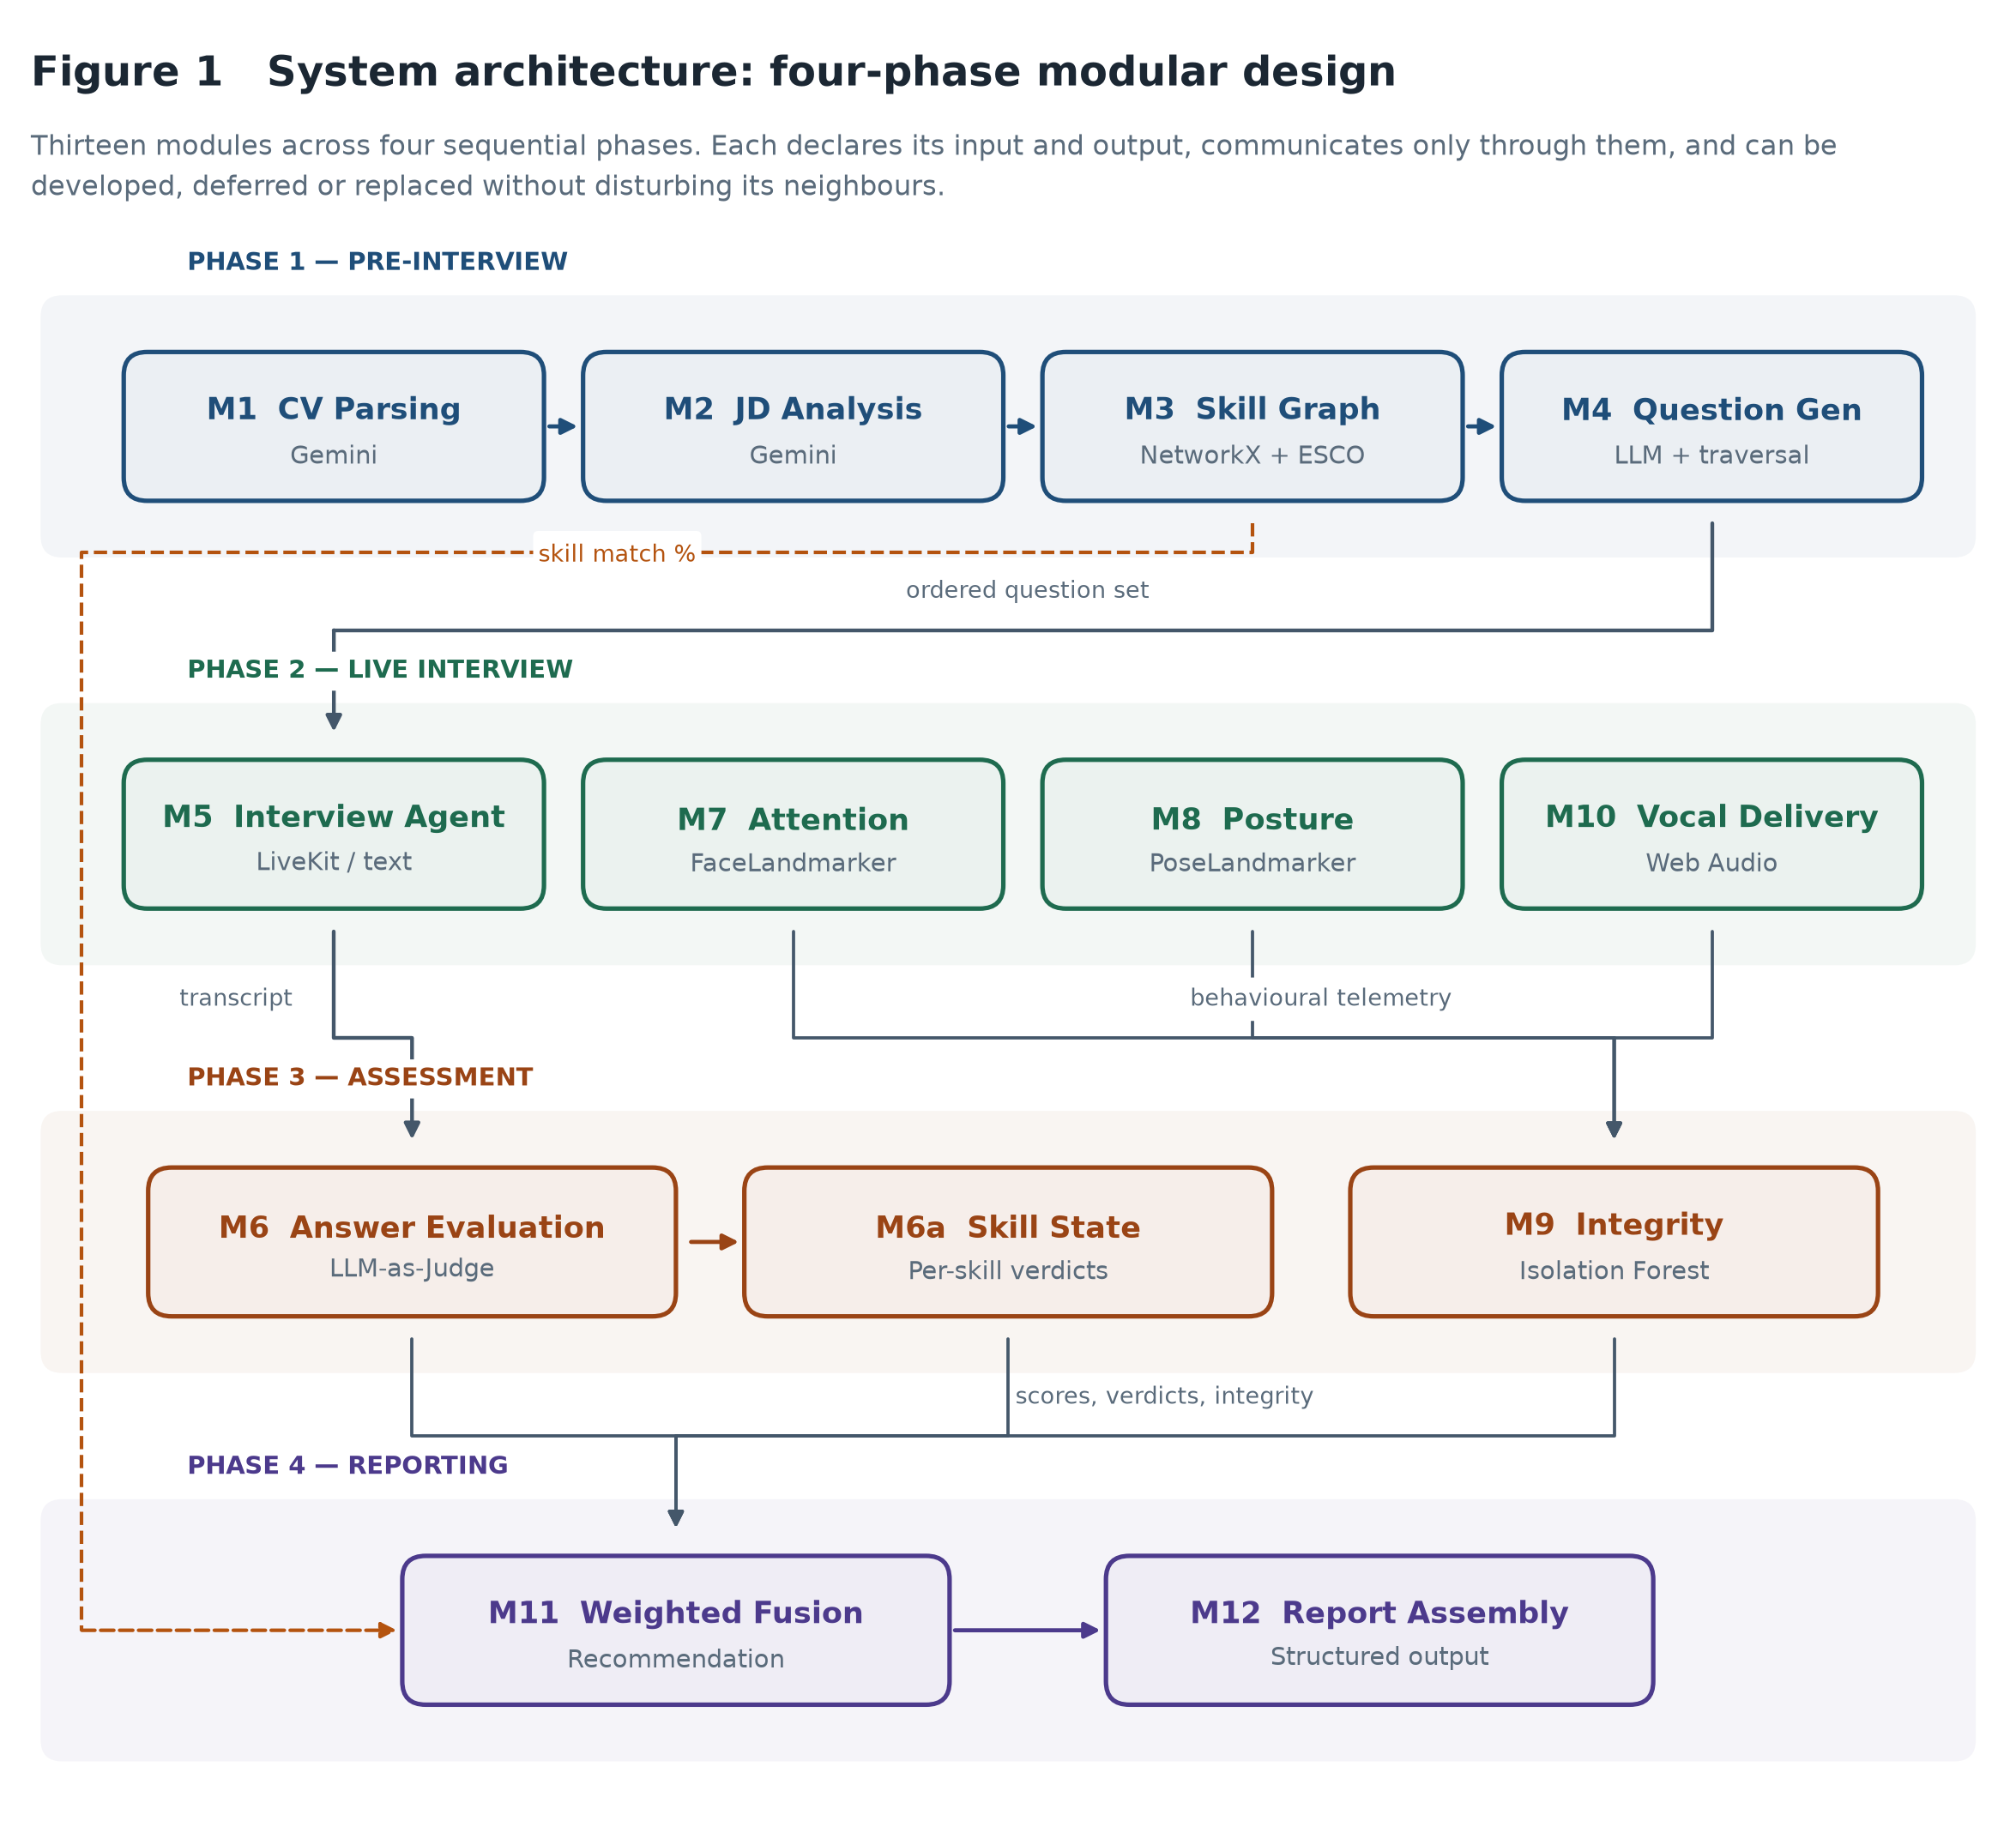 Figure 1   System architecture: four-phase modular design
Thirteen modules across four sequential phases. Each declares its input and output, communicates only through them, and can be
developed, deferred or replaced without disturbing its neighbours.
PHASE 1 — PRE-INTERVIEW
M1  CV Parsing
Gemini
M2  JD Analysis
Gemini
M3  Skill Graph
NetworkX + ESCO
M4  Question Gen
LLM + traversal
skill match %
ordered question set
PHASE 2 — LIVE INTERVIEW
M5  Interview Agent
LiveKit / text
M7  Attention
FaceLandmarker
M8  Posture
PoseLandmarker
M10  Vocal Delivery
Web Audio
transcript
behavioural telemetry
PHASE 3 — ASSESSMENT
M6  Answer Evaluation
LLM-as-Judge
M6a  Skill State
Per-skill verdicts
M9  Integrity
Isolation Forest
scores, verdicts, integrity
PHASE 4 — REPORTING
M11  Weighted Fusion
Recommendation
M12  Report Assembly
Structured output